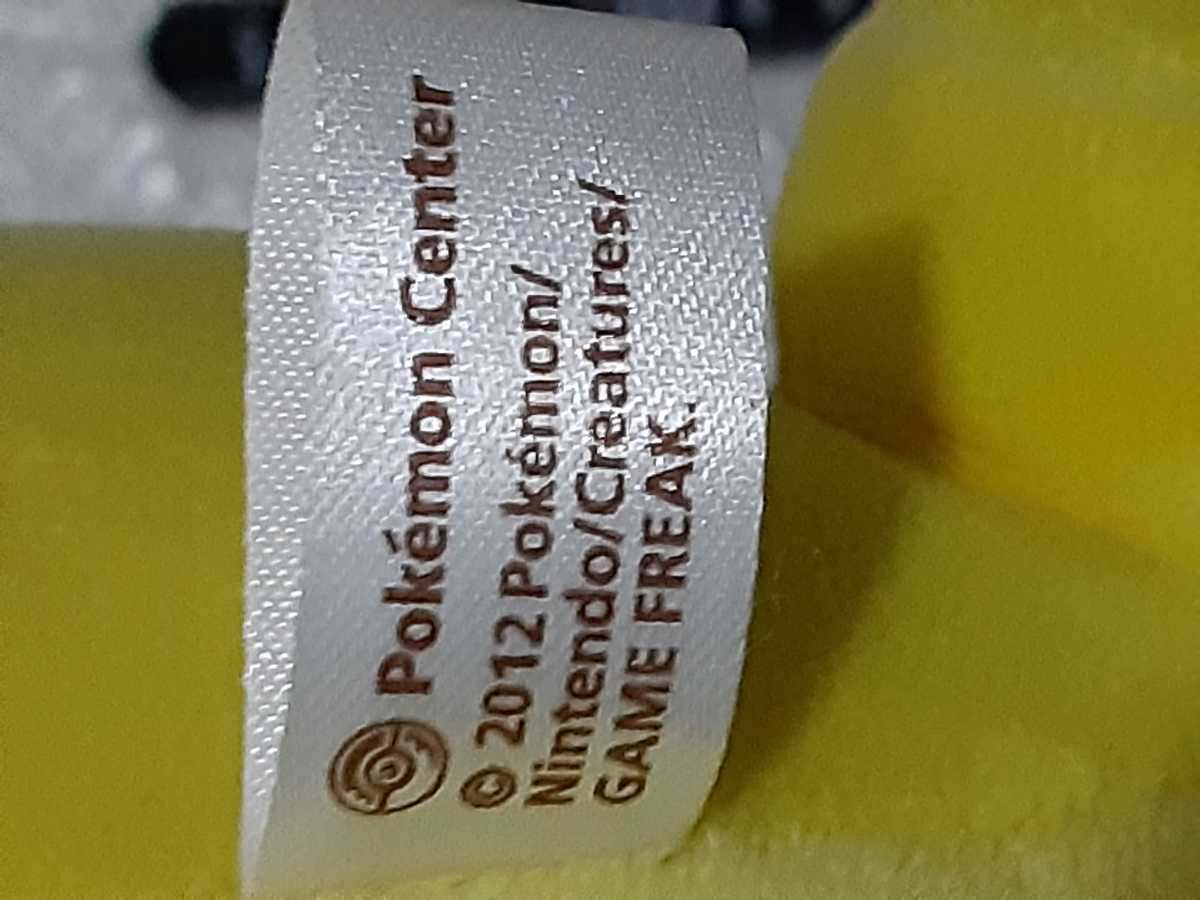 Pokémon Center
© 2012 Pokémon/
Nintendo/Creatures/
GAME FREAK.